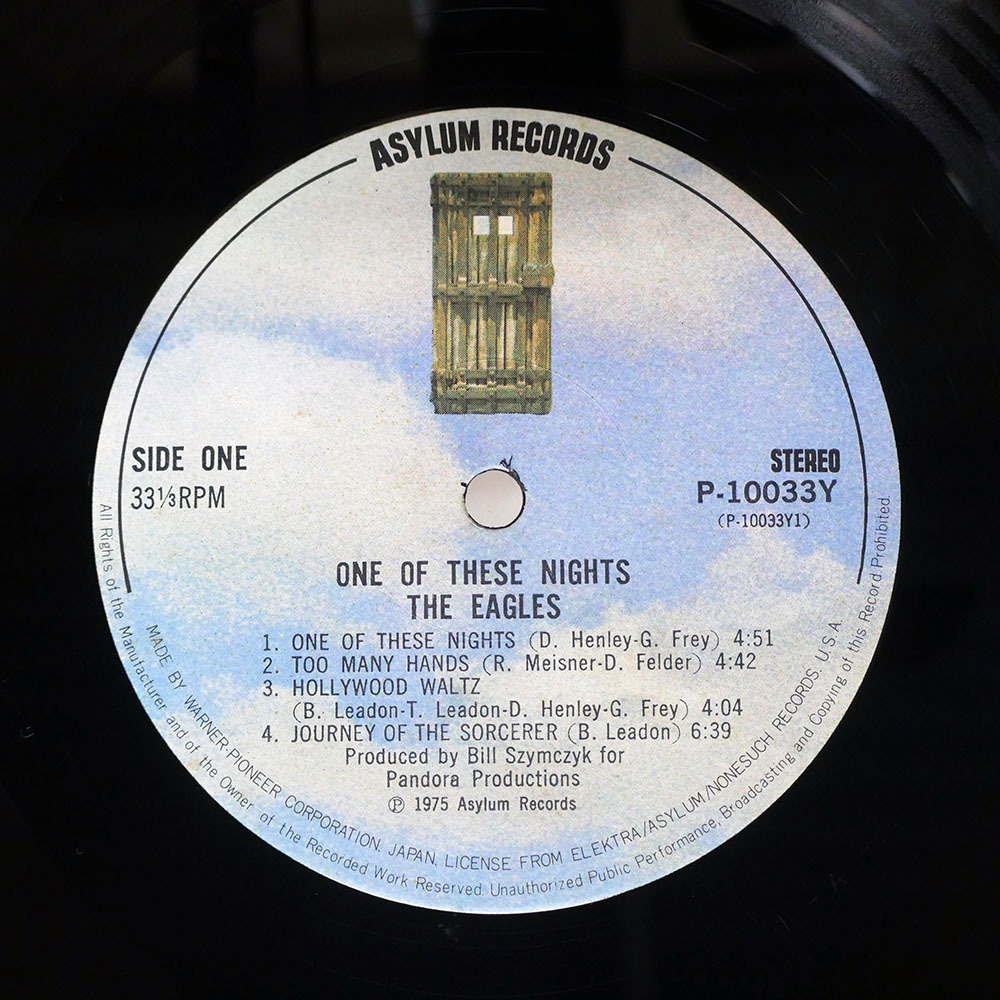 ASYLUM RECORDS
SIDE ONE
33⅓RPM
STEREO
P-10033Y
(P-10033Y1)
ONE OF THESE NIGHTS
THE EAGLES
1. ONE OF THESE NIGHTS (D. Henley-G. Frey) 4:51
2. TOO MANY HANDS (R. Meisner-D. Felder) 4:42
3. HOLLYWOOD WALTZ
(B. Leadon-T. Leadon-D. Henley-G. Frey) 4:04
4. JOURNEY OF THE SORCERER (B. Leadon) 6:39
Produced by Bill Szymczyk for
Pandora Productions
℗ 1975 Asylum Records
MADE BY WARNER-PIONEER CORPORATION, JAPAN, LICENSE FROM ELEKTRA/ASYLUM/NONESUCH RECORDS, U.S.A.
All Rights of the Manufacturer and of the Owner of the Recorded Work Reserved. Unauthorized Public Performance, Broadcasting and Copying of this Record Prohibited.